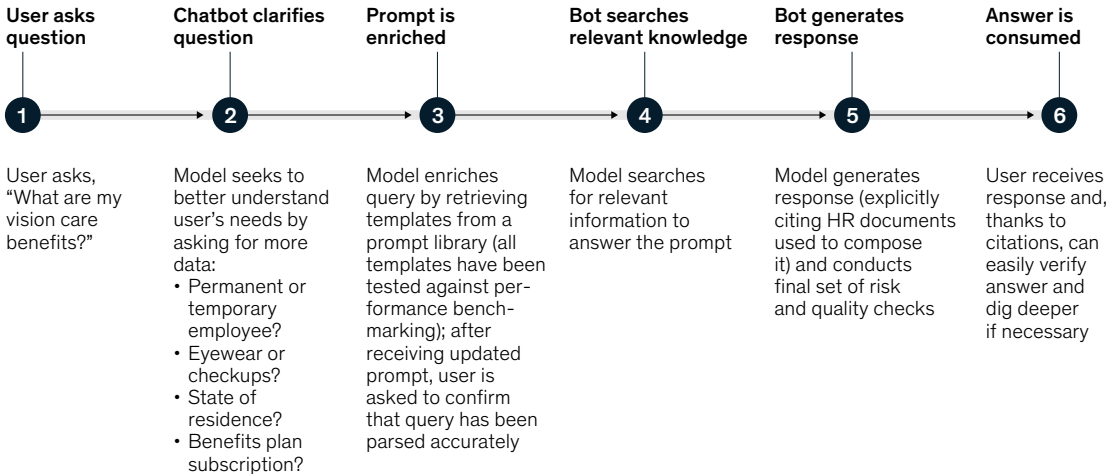 User asks
question
Chatbot clarifies
question
Prompt is
enriched
Bot searches
relevant knowledge
Bot generates
response
Answer is
consumed
1
2
3
4
5
6
User asks,
“What are my
vision care
benefits?”
Model seeks to
better understand
user’s needs by
asking for more
data:
• Permanent or
temporary
employee?
• Eyewear or
checkups?
• State of
residence?
• Benefits plan
subscription?
Model enriches
query by retrieving
templates from a
prompt library (all
templates have been
tested against per-
formance bench-
marking); after
receiving updated
prompt, user is
asked to confirm
that query has been
parsed accurately
Model searches
for relevant
information to
answer the prompt
Model generates
response (explicitly
citing HR documents
used to compose
it) and conducts
final set of risk
and quality checks
User receives
response and,
thanks to
citations, can
easily verify
answer and
dig deeper
if necessary